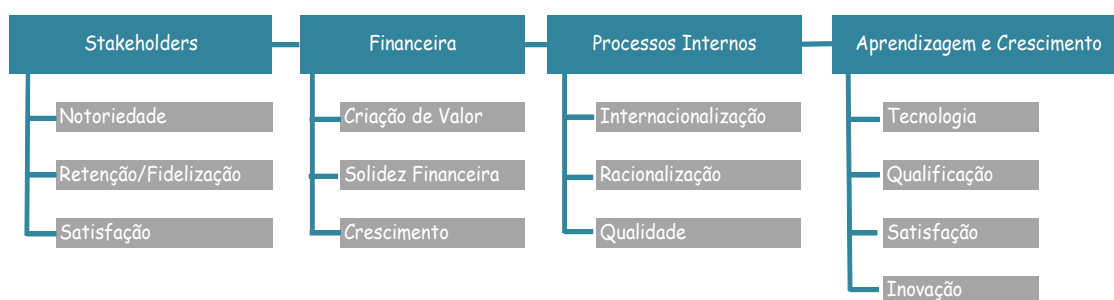 Stakeholders
Notoriedade
Retenção/Fidelização
Satisfação
Financeira
Criação de Valor
Solidez Financeira
Crescimento
Processos Internos
Internacionalização
Racionalização
Qualidade
Aprendizagem e Crescimento
Tecnologia
Qualificação
Satisfação
Inovação